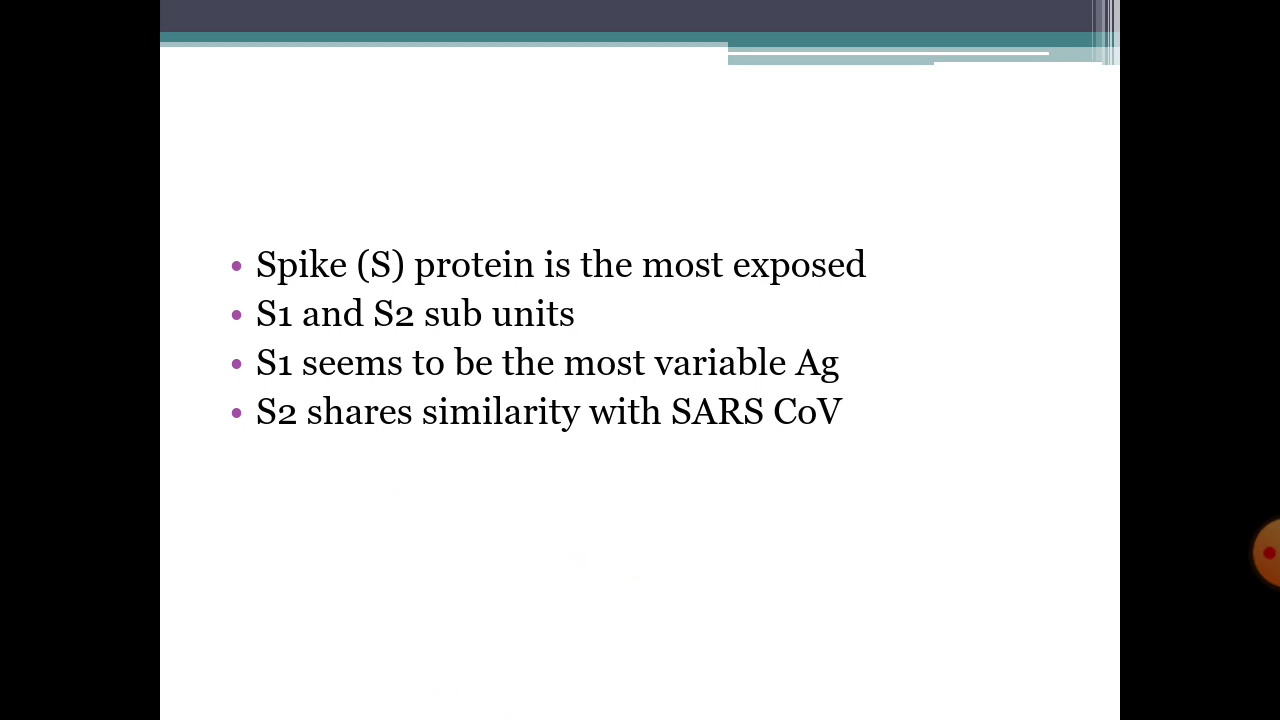 • Spike (S) protein is the most exposed
• S1 and S2 sub units
• S1 seems to be the most variable Ag
• S2 shares similarity with SARS CoV